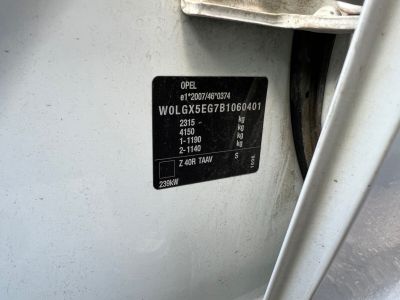 OPEL
e1*2007/46*0374
W0LGX5EG7B1060401
2315 - kg
4150 kg
1-1190 kg
2-1140 kg
Z 40R TAAV S
239kW